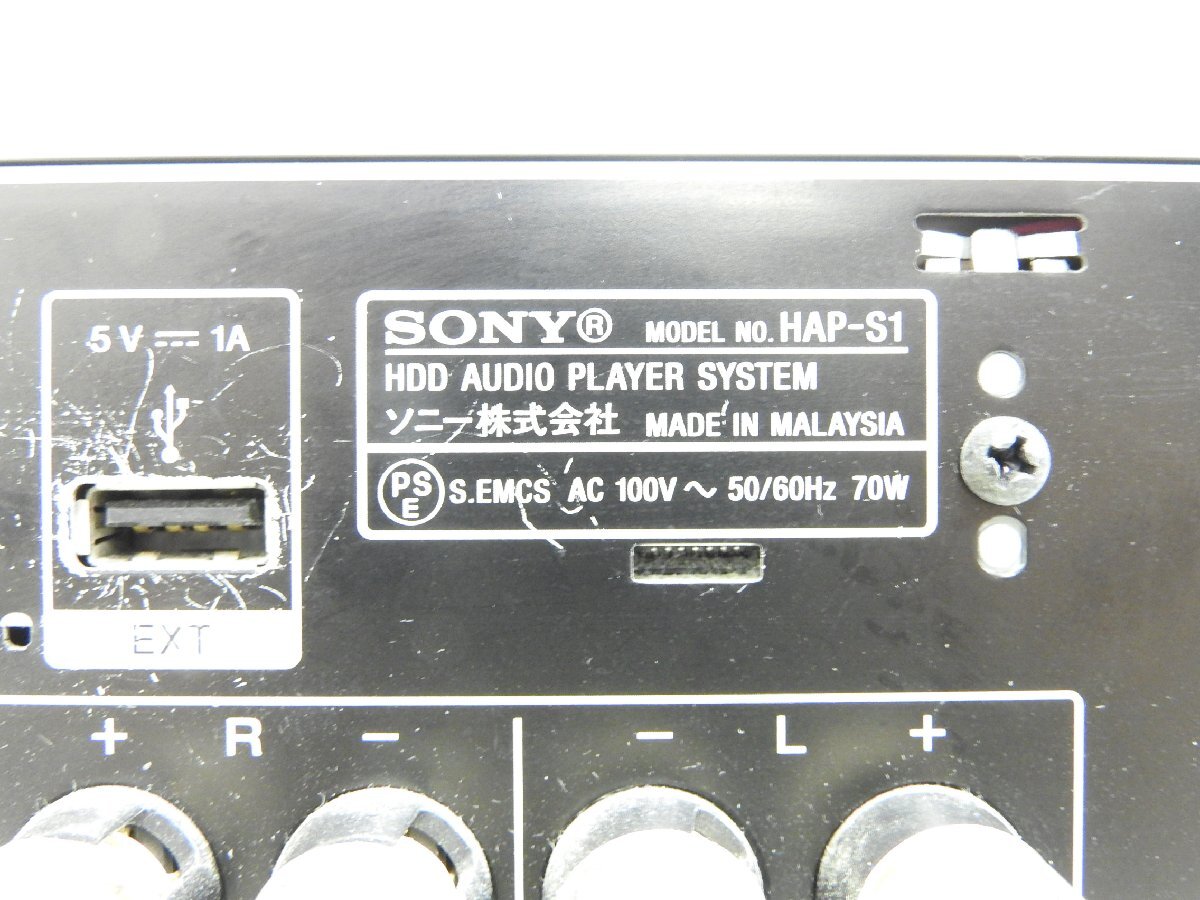 5 V ⎓ 1A
EXT
SONY® MODEL NO. HAP-S1
HDD AUDIO PLAYER SYSTEM
ソニー株式会社 MADE IN MALAYSIA
PSE S.EMCS AC 100V ～ 50/60Hz 70W
+ R − − L +